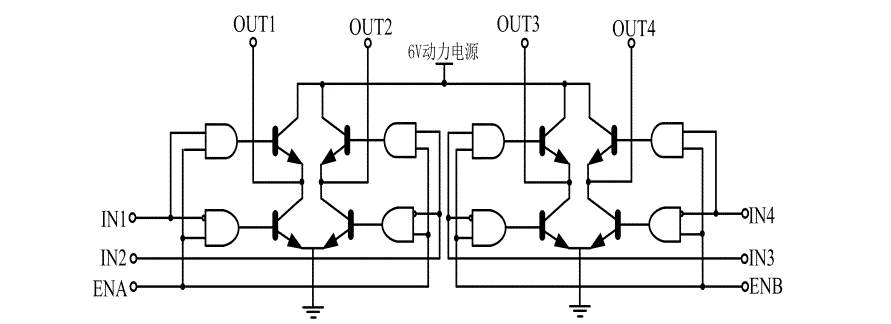 OUT1
OUT2
OUT3
OUT4
6V动力电源
IN1
IN4
IN2
IN3
ENA
ENB